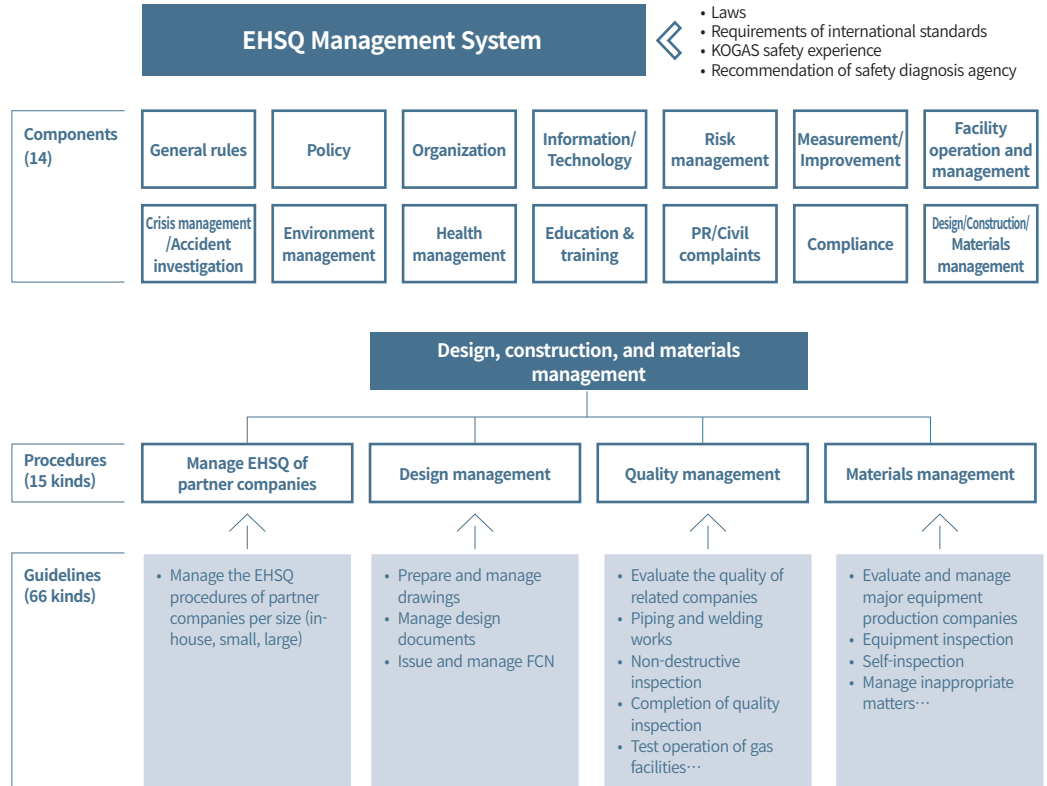 EHSQ Management System
• Laws
• Requirements of international standards
• KOGAS safety experience
• Recommendation of safety diagnosis agency
Components
(14)
General rules
Policy
Organization
Information/
Technology
Risk
management
Measurement/
Improvement
Facility
operation and
management
Crisis management
/Accident
investigation
Environment
management
Health
management
Education &
training
PR/Civil
complaints
Compliance
Design/Construction/
Materials
management
Design, construction, and materials
management
Procedures
(15 kinds)
Manage EHSQ of
partner companies
Design management
Quality management
Materials management
Guidelines
(66 kinds)
• Manage the EHSQ
procedures of partner
companies per size (in-
house, small, large)
• Prepare and manage
drawings
• Manage design
documents
• Issue and manage FCN
• Evaluate the quality of
related companies
• Piping and welding
works
• Non-destructive
inspection
• Completion of quality
inspection
• Test operation of gas
facilities⋯
• Evaluate and manage
major equipment
production companies
• Equipment inspection
• Self-inspection
• Manage inappropriate
matters⋯